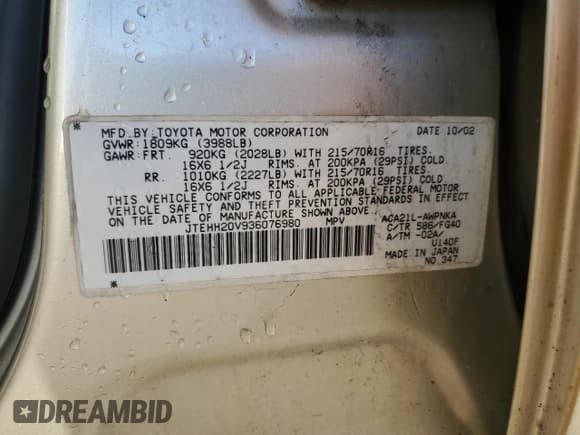 MFD.BY:TOYOTA MOTOR CORPORATION DATE 10/02
GVWR:1809KG (3988LB)
GAWR:FRT. 920KG (2028LB) WITH 215/70R16 TIRES.
16X6 1/2J RIMS. AT 200KPA (29PSI) COLD.
RR. 1010KG (2227LB) WITH 215/70R16 TIRES.
16X6 1/2J RIMS. AT 200KPA (29PSI) COLD.
THIS VEHICLE CONFORMS TO ALL APPLICABLE FEDERAL MOTOR
VEHICLE SAFETY AND THEFT PREVENTION STANDARDS IN EFFECT
ON THE DATE OF MANUFACTURE SHOWN ABOVE.
JTEHH20V936076980 MPV
ACA21L-AWPNKA
C/TR 586/FG40
A/TM -02A/
U140F
MADE IN JAPAN
NO 347
DREAMBID